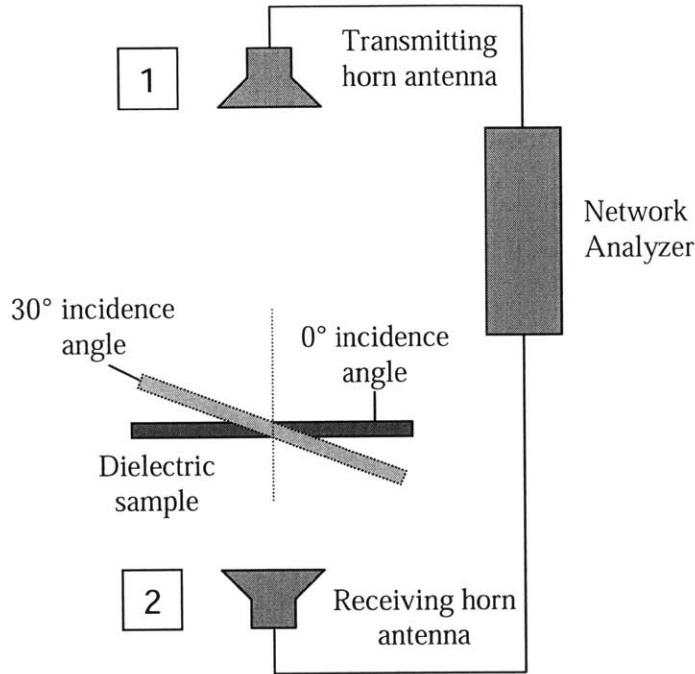 1
Transmitting
horn antenna
Network
Analyzer
30° incidence
angle
0° incidence
angle
Dielectric
sample
2
Receiving horn
antenna